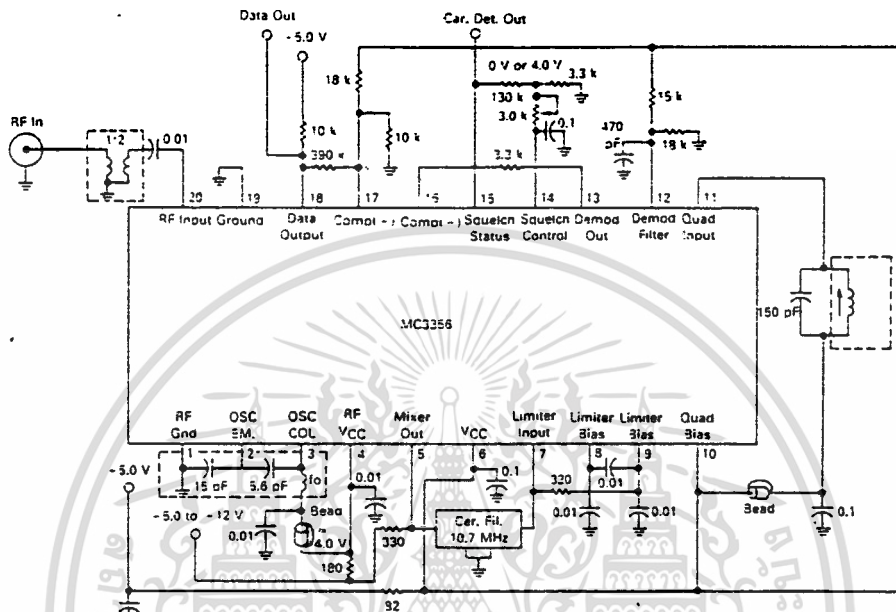 Data Out
- 5.0 V
Car. Det. Out
0 V or 4.0 V
3.3 k
18 k
130 k
15 k
3.0 k
0.1
RF In
1:2
0.01
10 k
10 k
470 pF
18 k
390 k
3.3 k
20 19 18 17 16 15 14 13 12 11
RF Input Ground Data Output Comp( - ) Comp( - ) Squelch Status Squelch Control Demod Out Demod Filter Quad Input
150 pF
MC3356
RF Gnd OSC EM. OSC COL RF VCC Mixer Out VCC Limiter Input Limiter Bias Limiter Bias Quad Bias
1 2 3 4 5 6 7 8 9 10
- 5.0 V
15 pF
5.6 pF
fo
0.01
0.1
320
0.01
- 5.0 to - 12 V
Bead
0.01
+4.0 V
330
Cer. Fil.
10.7 MHz
0.01
0.01
Bead
0.1
180
82